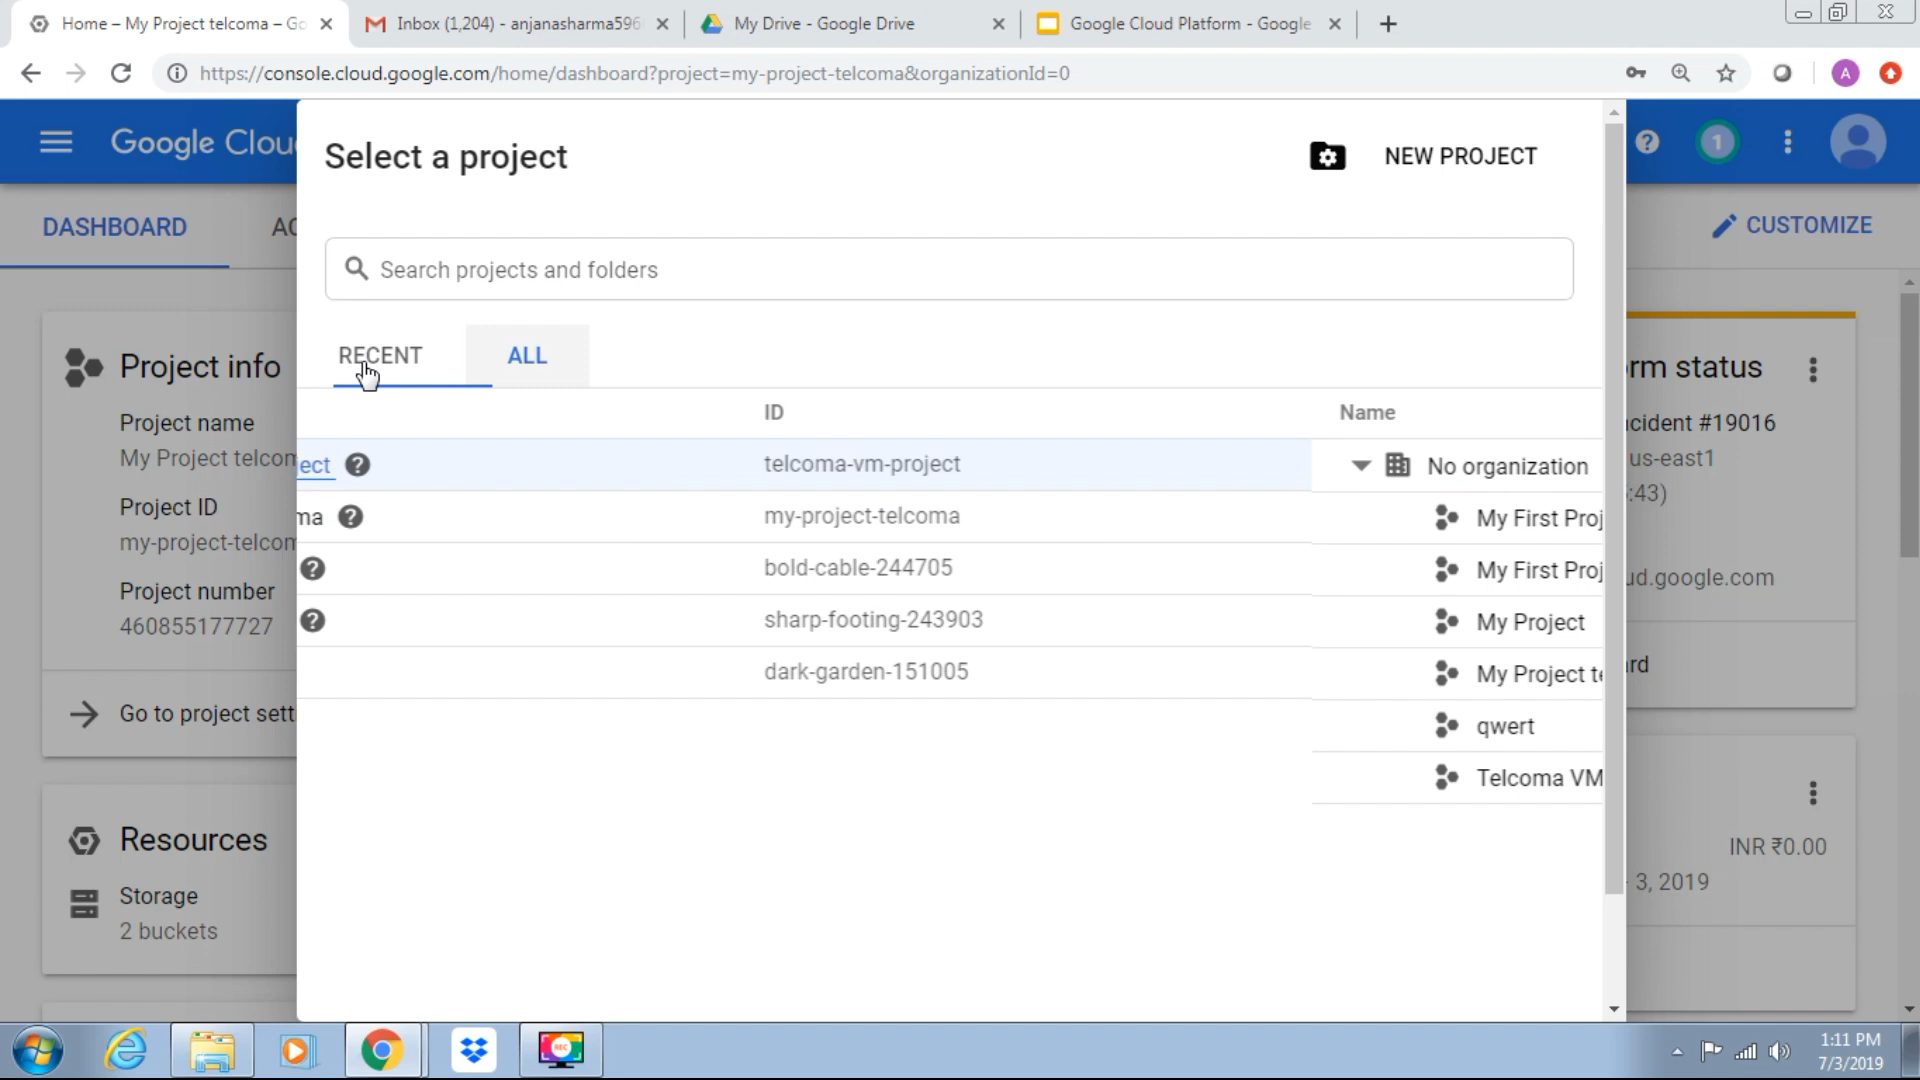 Home – My Project telcoma – Go
Inbox (1,204) - anjanasharma596
My Drive - Google Drive
Google Cloud Platform - Google
https://console.cloud.google.com/home/dashboard?project=my-project-telcoma&organizationId=0
A
Google Clou
1
Select a project
NEW PROJECT
DASHBOARD
AC
CUSTOMIZE
Search projects and folders
RECENT
ALL
ID
Name
ect
telcoma-vm-project
No organization
ma
my-project-telcoma
My First Proj
bold-cable-244705
My First Proj
sharp-footing-243903
My Project
dark-garden-151005
My Project te
qwert
Telcoma VM
Project info
Project name
My Project telcom
Project ID
my-project-telcom
Project number
460855177727
Go to project sett
Resources
Storage
2 buckets
rm status
cident #19016
us-east1
:43)
ud.google.com
rd
INR ₹0.00
- 3, 2019
REC
1:11 PM
7/3/2019